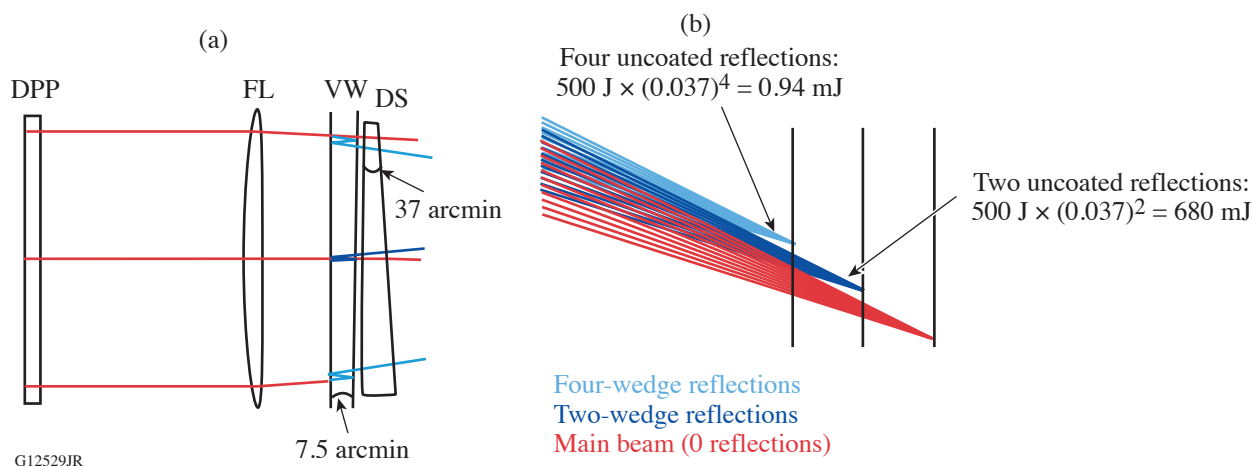 (a)
DPP
FL
VW
DS
37 arcmin
7.5 arcmin
G12529JR
(b)
Four uncoated reflections:
500 J × (0.037)⁴ = 0.94 mJ
Two uncoated reflections:
500 J × (0.037)² = 680 mJ
Four-wedge reflections
Two-wedge reflections
Main beam (0 reflections)